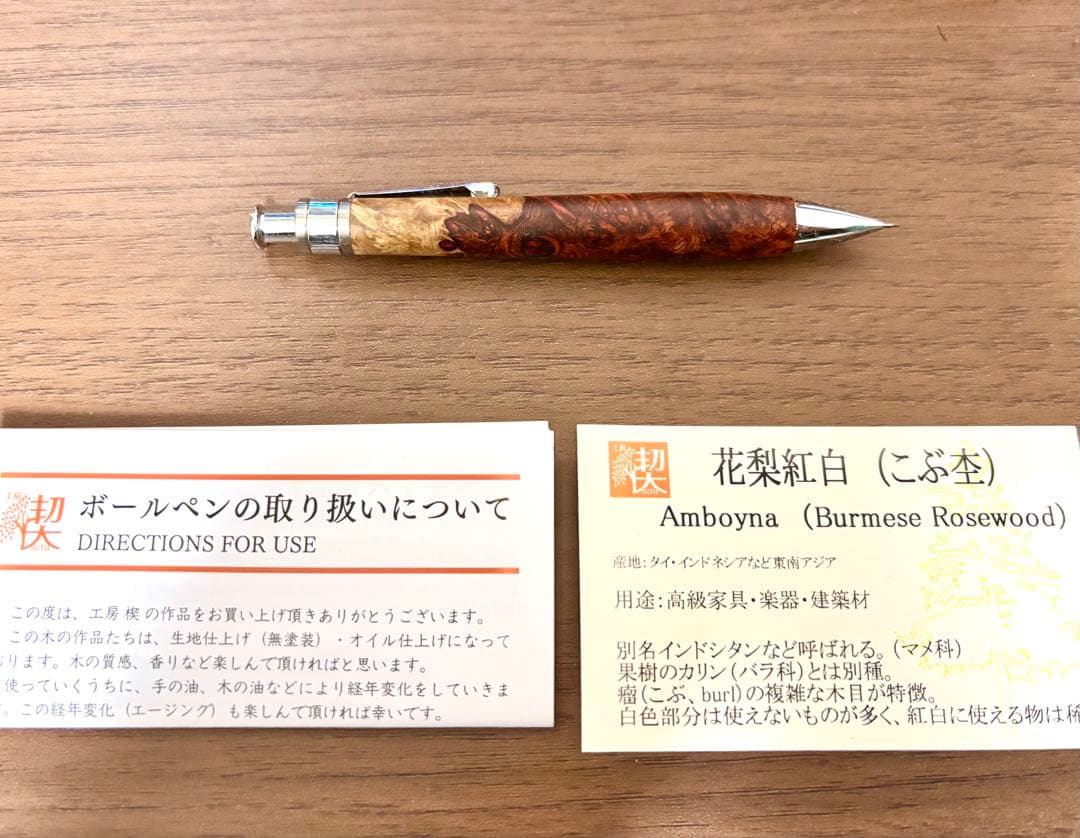 ボールペンの取り扱いについて
DIRECTIONS FOR USE
この度は、工房 楔 の作品をお買い上げ頂きありがとうございます。
この木の作品たちは、生地仕上げ（無塗装）・オイル仕上げになって
ります。木の質感、香りなど楽しんで頂ければと思います。
使っていくうちに、手の油、木の油などにより経年変化をしていきま
。この経年変化（エージング）も楽しんで頂ければ幸いです。
工房 楔
seiu
花梨紅白（こぶ杢）
Amboyna （Burmese Rosewood）
産地：タイ・インドネシアなど東南アジア
用途：高級家具・楽器・建築材
別名インドシタンなど呼ばれる。（マメ科）
果樹のカリン（バラ科）とは別種。
瘤（こぶ、burl）の複雑な木目が特徴。
白色部分は使えないものが多く、紅白に使える物は稀